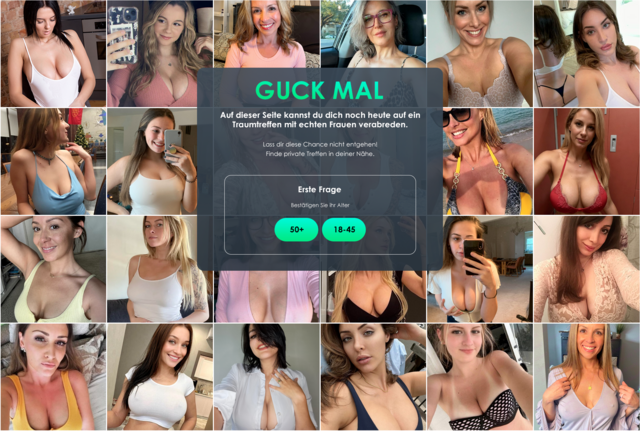 GUCK MAL
Auf dieser Seite kannst du dich noch heute auf ein
Traumtreffen mit echten Frauen verabreden.
Lass dir diese Chance nicht entgehen!
Finde private Treffen in deiner Nähe.
Erste Frage
Bestätigen Sie Ihr Alter
50+ 18-45